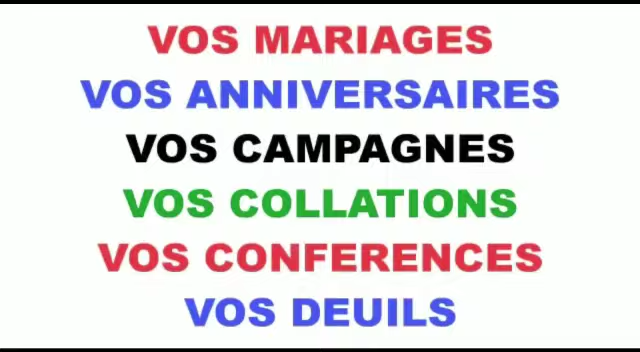 VOS MARIAGES
VOS ANNIVERSAIRES
VOS CAMPAGNES
VOS COLLATIONS
VOS CONFERENCES
VOS DEUILS